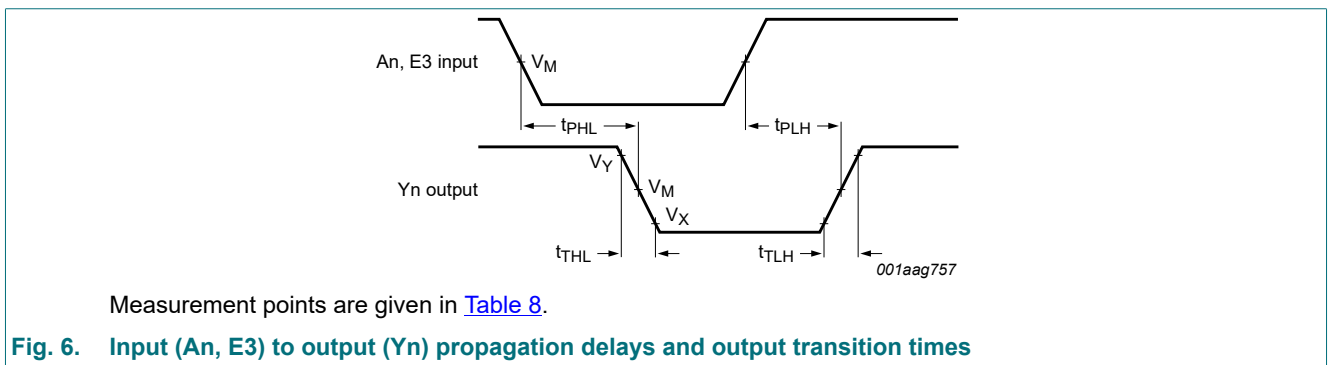 An, E3 input
VM
tPHL
tPLH
VY
Yn output
VM
VX
tTHL
tTLH
001aag757
Measurement points are given in Table 8.
Fig. 6. Input (An, E3) to output (Yn) propagation delays and output transition times